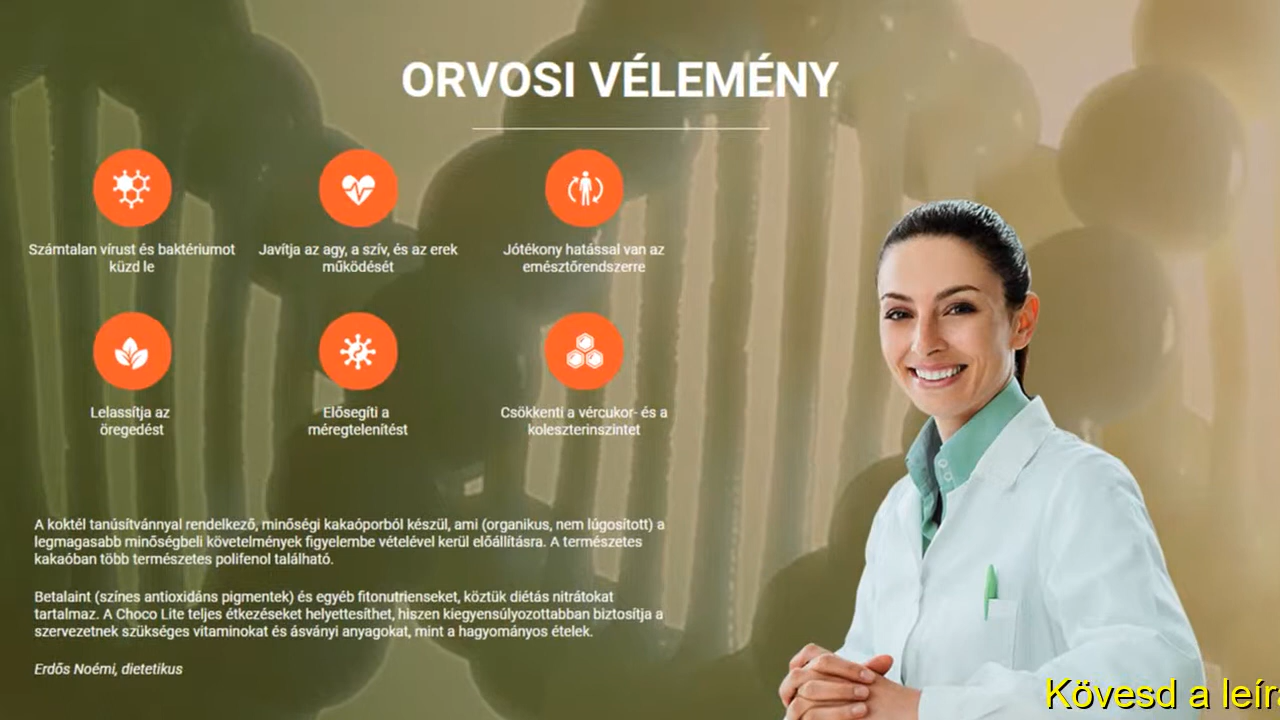 ORVOSI VÉLEMÉNY
Számtalan vírust és baktériumot
küzd le
Javítja az agy, a szív, és az erek
működését
Jótékony hatással van az
emésztőrendszerre
Lelassítja az
öregedést
Elősegíti a
méregtelenítést
Csökkenti a vércukor- és a
koleszterinszintet
A koktél tanúsítvánnyal rendelkező, minőségi kakaóporból készül, ami (organikus, nem lúgosított) a
legmagasabb minőségbeli követelmények figyelembe vételével kerül előállításra. A természetes
kakaóban több természetes polifenol található.
Betalaint (színes antioxidáns pigmentek) és egyéb fitonutrienseket, köztük diétás nitrátokat
tartalmaz. A Choco Lite teljes étkezéseket helyettesíthet, hiszen kiegyensúlyozottabban biztosítja a
szervezetnek szükséges vitaminokat és ásványi anyagokat, mint a hagyományos ételek.
Erdős Noémi, dietetikus
Kövesd a leír